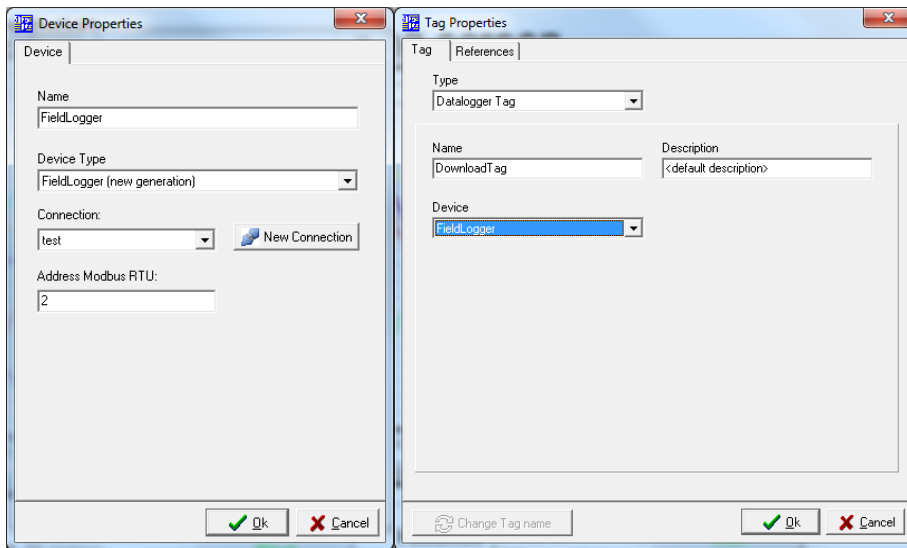 Device Properties
Device
Name
FieldLogger
Device Type
FieldLogger (new generation)
Connection:
test
New Connection
Address Modbus RTU:
2
Ok
Cancel
Tag Properties
Tag
References
Type
Datalogger Tag
Name
Description
DownloadTag
<default description>
Device
FieldLogger
Change Tag name
Ok
Cancel